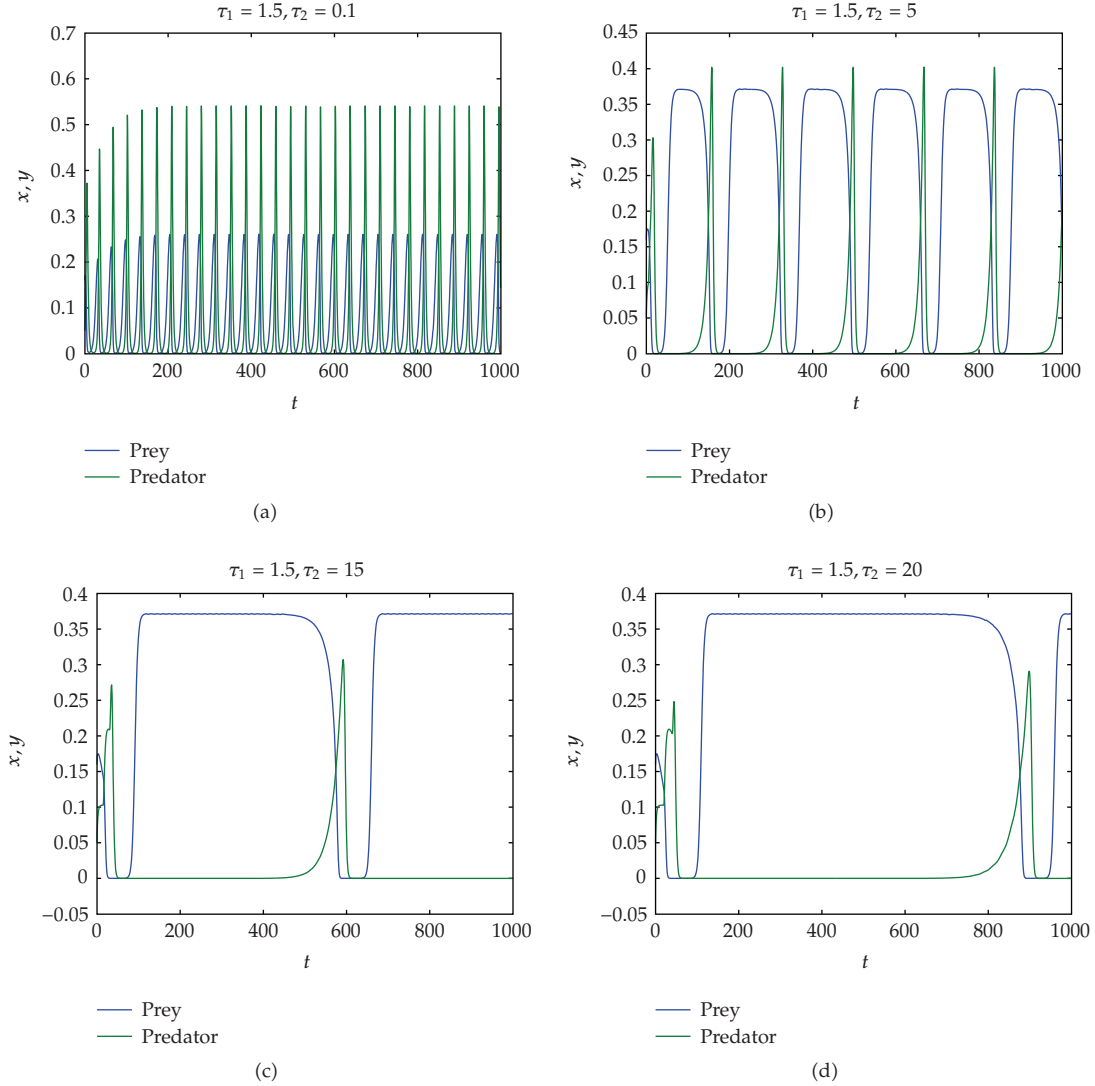 τ₁ = 1.5, τ₂ = 0.1
0.7
0.6
0.5
0.4
0.3
0.2
0.1
0
x, y
0 200 400 600 800 1000
t
Prey
Predator
(a)
τ₁ = 1.5, τ₂ = 5
0.45
0.4
0.35
0.3
0.25
0.2
0.15
0.1
0.05
0
x, y
0 200 400 600 800 1000
t
Prey
Predator
(b)
τ₁ = 1.5, τ₂ = 15
0.4
0.35
0.3
0.25
0.2
0.15
0.1
0.05
0
−0.05
x, y
0 200 400 600 800 1000
t
Prey
Predator
(c)
τ₁ = 1.5, τ₂ = 20
0.4
0.35
0.3
0.25
0.2
0.15
0.1
0.05
0
−0.05
x, y
0 200 400 600 800 1000
t
Prey
Predator
(d)